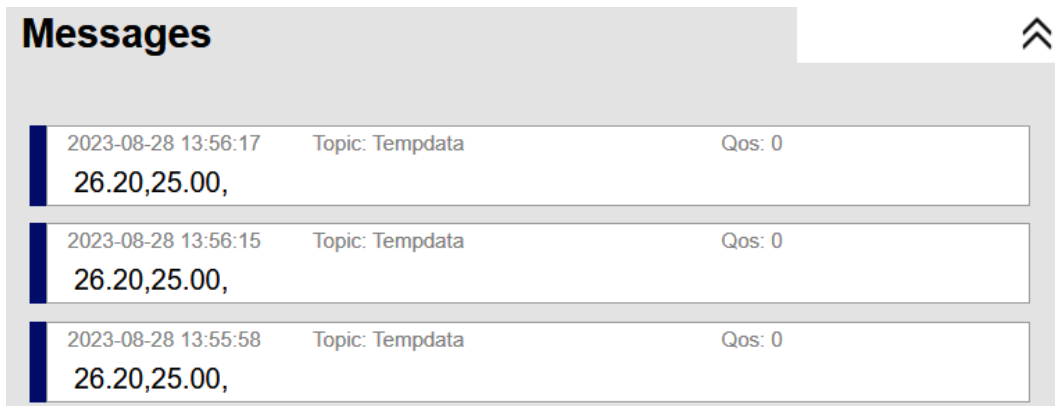 Messages
2023-08-28 13:56:17 Topic: Tempdata Qos: 0
26.20,25.00,
2023-08-28 13:56:15 Topic: Tempdata Qos: 0
26.20,25.00,
2023-08-28 13:55:58 Topic: Tempdata Qos: 0
26.20,25.00,